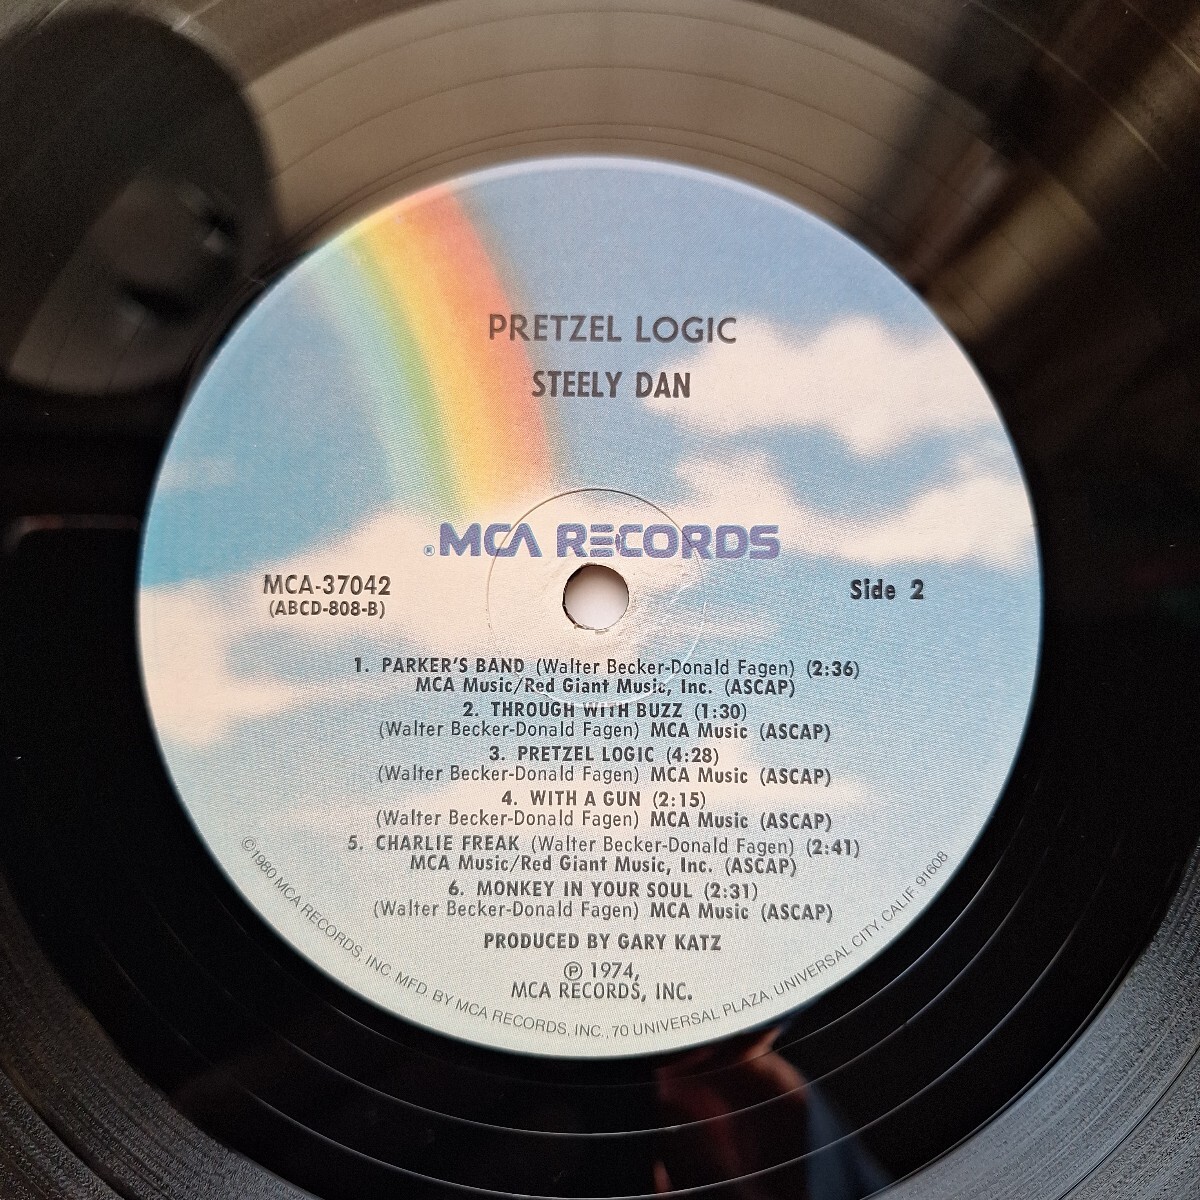 PRETZEL LOGIC
STEELY DAN
®MCA RECORDS
MCA-37042
(ABCD-808-B)
Side 2
1. PARKER'S BAND (Walter Becker-Donald Fagen) (2:36)
MCA Music/Red Giant Music, Inc. (ASCAP)
2. THROUGH WITH BUZZ (1:30)
(Walter Becker-Donald Fagen) MCA Music (ASCAP)
3. PRETZEL LOGIC (4:28)
(Walter Becker-Donald Fagen) MCA Music (ASCAP)
4. WITH A GUN (2:15)
(Walter Becker-Donald Fagen) MCA Music (ASCAP)
5. CHARLIE FREAK (Walter Becker-Donald Fagen) (2:41)
MCA Music/Red Giant Music, Inc. (ASCAP)
6. MONKEY IN YOUR SOUL (2:31)
(Walter Becker-Donald Fagen) MCA Music (ASCAP)
PRODUCED BY GARY KATZ
℗ 1974,
MCA RECORDS, INC.
©1980 MCA RECORDS, INC. MFD. BY MCA RECORDS, INC., 70 UNIVERSAL PLAZA, UNIVERSAL CITY, CALIF. 91608